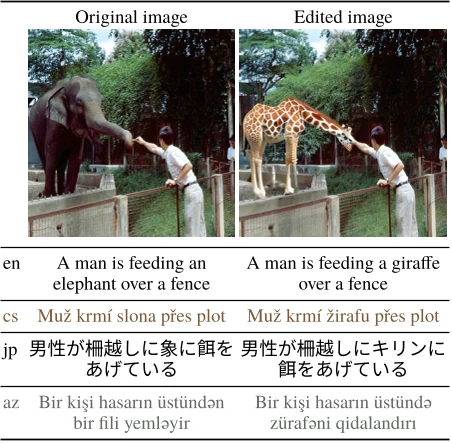 Original image Edited image
en A man is feeding an elephant over a fence A man is feeding a giraffe over a fence
cs Muž krmí slona přes plot Muž krmí žirafu přes plot
jp 男性が柵越しに象に餌をあげている 男性が柵越しにキリンに餌をあげている
az Bir kişi hasarın üstündən bir fili yemləyir Bir kişi hasarın üstündə zürafəni qidalandırı